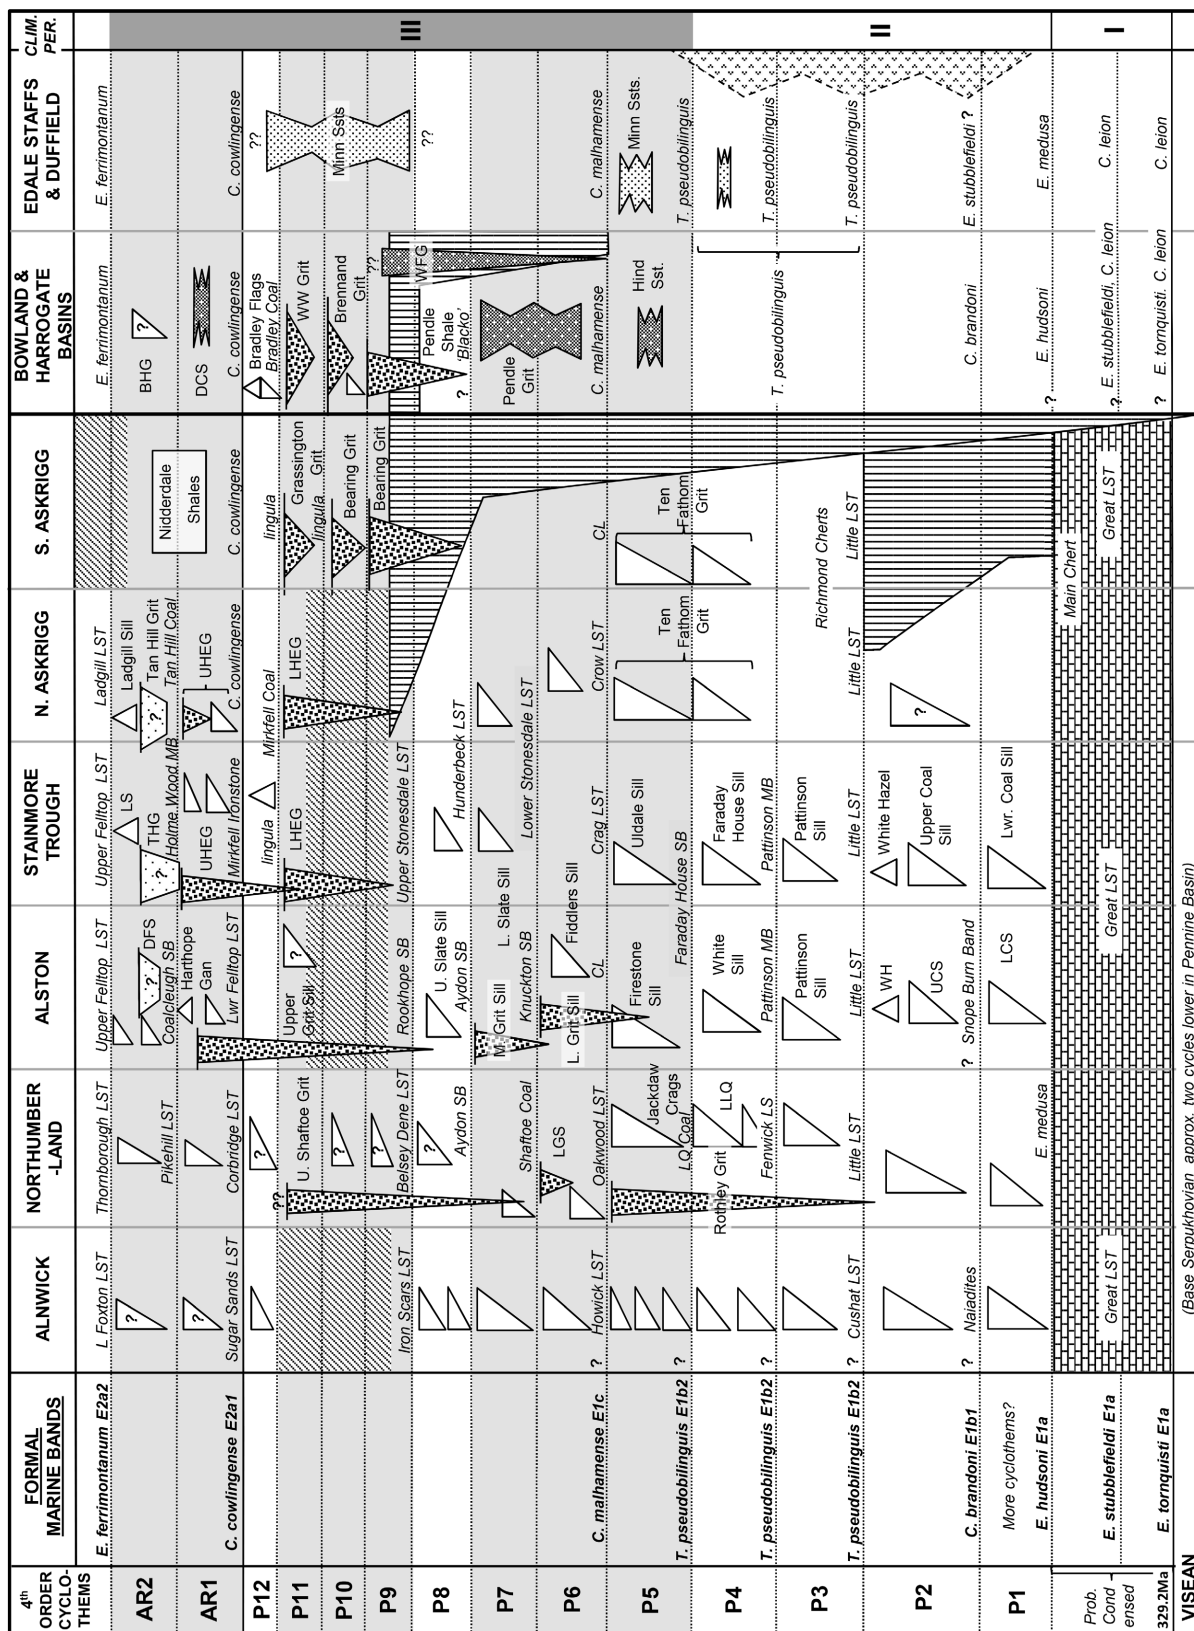 4th
ORDER
CYCLO-
THEMS
FORMAL
MARINE BANDS
ALNWICK
NORTHUMBER
-LAND
ALSTON
STAINMORE
TROUGH
N. ASKRIGG
S. ASKRIGG
BOWLAND &
HARROGATE
BASINS
EDALE STAFFS
& DUFFIELD
CLIM.
PER.
E. ferrimontanum E2a2
L. Foxton LST
Thornborough LST
Upper Felltop LST
Upper Felltop LST
Ladgill LST
E. ferrimontanum
E. ferrimontanum
AR2
?
Pikehill LST
DFS
?
Coalcleugh SB
LS
THG
?
Holme Wood MB
Ladgill Sill
Tan Hill Grit
?
Tan Hill Coal
Nidderdale
Shales
BHG
?
AR1
?
Harthope
Gan
UHEG
UHEG
DCS
C. cowlingense E2a1
Sugar Sands LST
Corbridge LST
Lwr Felltop LST
Mirkfell Ironstone
C. cowlingense
C. cowlingense
C. cowlingense
C. cowlingense
P12
?
lingula
Mirkfell Coal
lingula
Bradley Flags
Bradley Coal
??
P11
??
U. Shaftoe Grit
Upper
Grit Sill
?
LHEG
LHEG
Grassington
Grit
lingula
WW Grit
Minn Ssts
III
P10
?
Bearing Grit
Brennand
Grit
P9
?
Bearing Grit
??
Iron Scars LST
Belsey Dene LST
Rookhope SB
Upper Stonesdale LST
WFG
P8
?
Aydon SB
U. Slate Sill
Aydon SB
Hunderbeck LST
Pendle
Shale
'Blacko'
?
??
P7
Shaftoe Coal
M. Grit Sill
L. Slate Sill
Knuckton SB
Lower Stonesdale LST
Pendle
Grit
P6
LGS
L. Grit Sill
Fiddlers Sill
C. malhamense E1c
?
Howick LST
Oakwood LST
CL
Crag LST
Crow LST
CL
C. malhamense
C. malhamense
P5
Jackdaw
Crags
Firestone
Sill
Uldale Sill
Ten
Fathom
Grit
Ten
Fathom
Grit
Hind
Sst.
Minn Ssts.
T. pseudobilinguis E1b2
?
LQ Coal
Faraday House SB
T. pseudobilinguis
P4
Rothley Grit
LLQ
White
Sill
Faraday
House Sill
T. pseudobilinguis E1b2
?
Fenwick LS
Pattinson MB
Pattinson MB
T. pseudobilinguis
T. pseudobilinguis
P3
Pattinson
Sill
Pattinson
Sill
Richmond Cherts
T. pseudobilinguis E1b2
?
Cushat LST
Little LST
Little LST
Little LST
Little LST
Little LST
T. pseudobilinguis
II
P2
WH
UCS
White Hazel
Upper Coal
Sill
?
C. brandoni E1b1
?
Naiadites
?
Snope Burn Band
C. brandoni
E. stubblefieldi ?
P1
More cyclothems?
LCS
Lwr. Coal Sill
E. hudsoni E1a
E. medusa
Main Chert
?
E. hudsoni
E. medusa
Prob.
Cond
ensed
E. stubblefieldi E1a
Great LST
Great LST
Great LST
?
E. stubblefieldi, C. leion
C. leion
I
329.2Ma
E. tornquisti E1a
?
E. tornquisti. C. leion
C. leion
VISEAN
(Base Serpukhovian approx. two cycles lower in Pennine Basin)